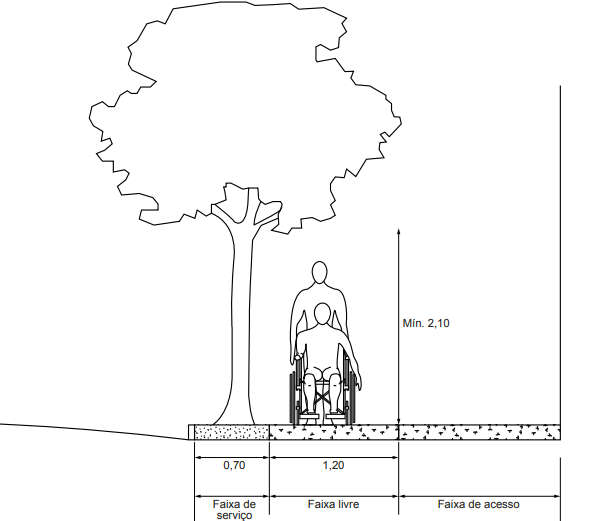 Mín. 2,10
0,70
1,20
Faixa de
serviço
Faixa livre
Faixa de acesso